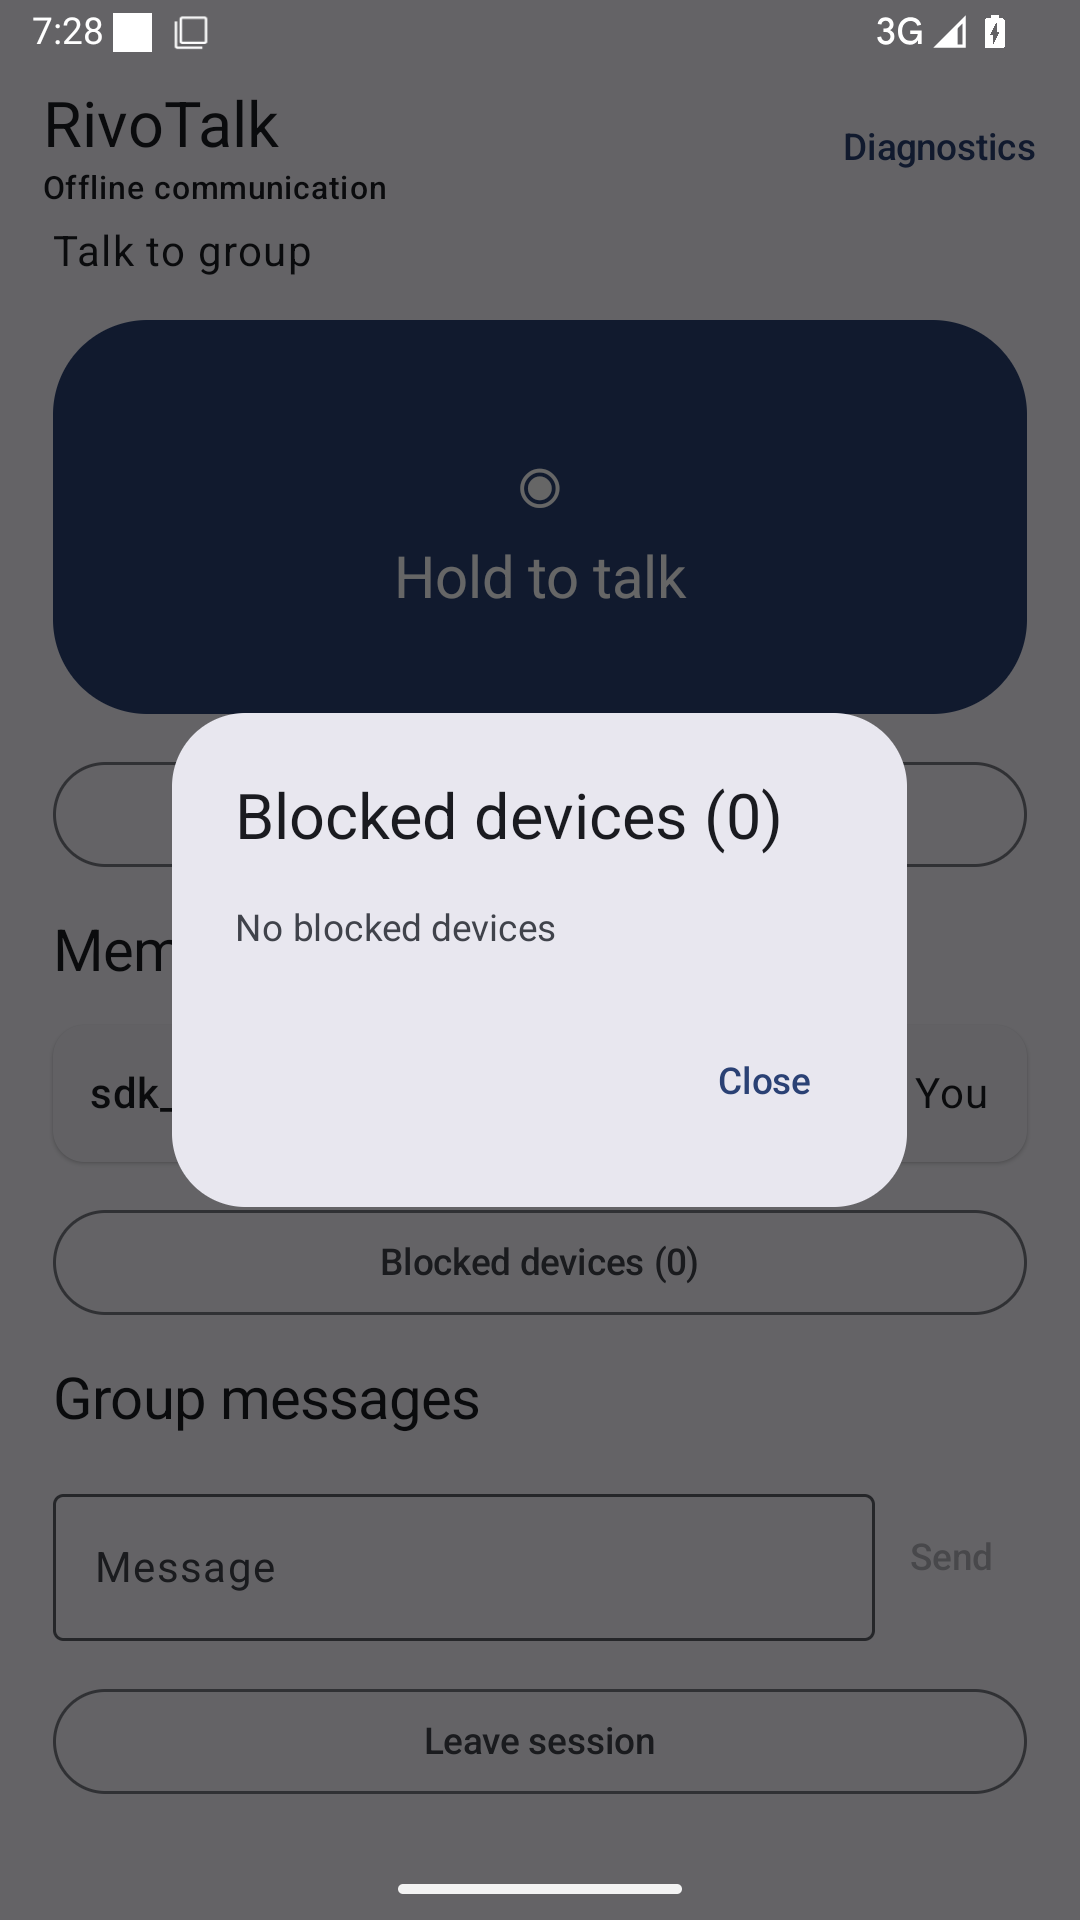 7:28
3G
RivoTalk
Diagnostics
Offline communication
Talk to group
Hold to talk
Blocked devices (0)
No blocked devices
Mem
sdk_
You
Close
Blocked devices (0)
Group messages
Message
Send
Leave session